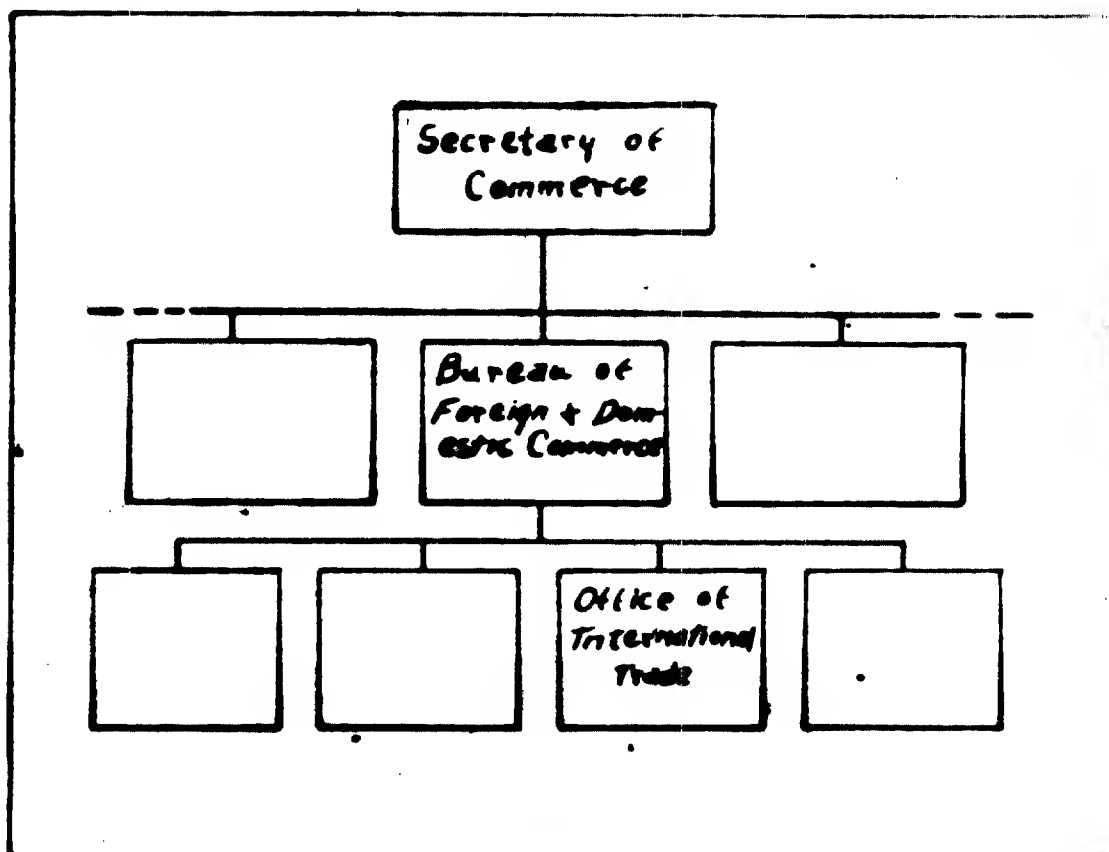 Secretary of
Commerce
Bureau of
Foreign + Dom-
estic Commerce
Office of
International
Trade